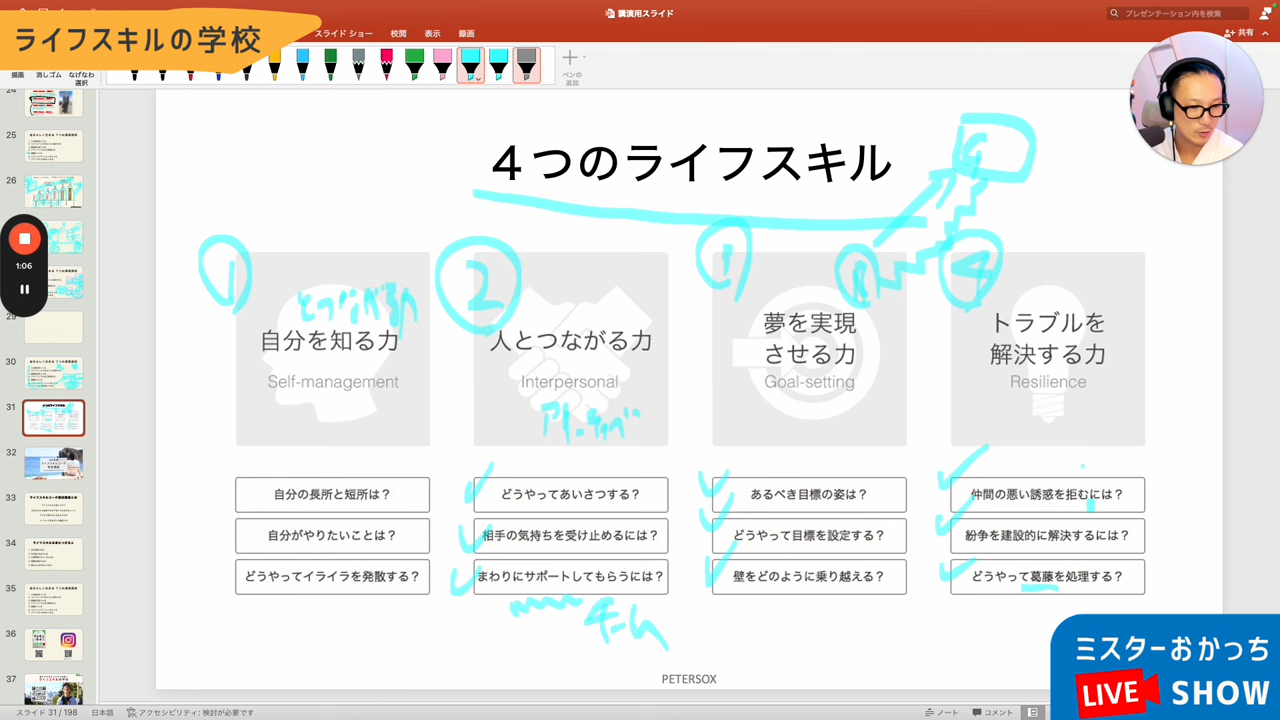 講演用スライド
プレゼンテーション内を検索
ライフスキルの学校
スライド ショー
校閲
表示
録画
共有
描画
消しゴム
なげなわ
選択
ペンの
追加
24
25
26
29
30
31
32
33
34
35
36
37
1:06
4つのライフスキル
①
②
④
自分を知る力
Self-management
人とつながる力
Interpersonal
夢を実現
させる力
Goal-setting
トラブルを
解決する力
Resilience
自分の長所と短所は？
自分がやりたいことは？
どうやってイライラを発散する？
どうやってあいさつする？
相手の気持ちを受け止めるには？
まわりにサポートしてもらうには？
チーム
あるべき目標の姿は？
どうやって目標を設定する？
壁をどのように乗り越える？
仲間の悪い誘惑を拒むには？
紛争を建設的に解決するには？
どうやって葛藤を処理する？
PETERSOX
ミスターおかっち
LIVE SHOW
スライド 31 / 198
日本語
アクセシビリティ: 検討が必要です
ノート
コメント